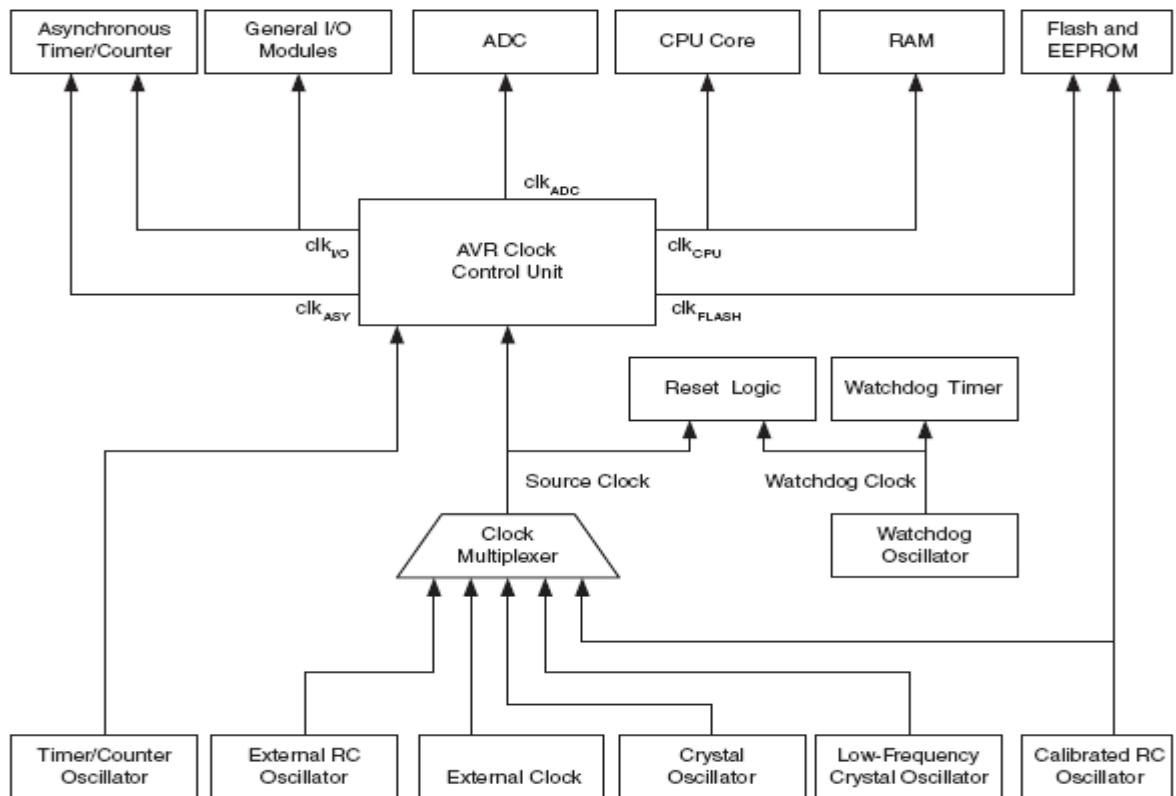 Asynchronous
Timer/Counter
General I/O
Modules
ADC
CPU Core
RAM
Flash and
EEPROM
clkADC
clkI/O
AVR Clock
Control Unit
clkCPU
clkASY
clkFLASH
Reset Logic
Watchdog Timer
Source Clock
Watchdog Clock
Clock
Multiplexer
Watchdog
Oscillator
Timer/Counter
Oscillator
External RC
Oscillator
External Clock
Crystal
Oscillator
Low-Frequency
Crystal Oscillator
Calibrated RC
Oscillator